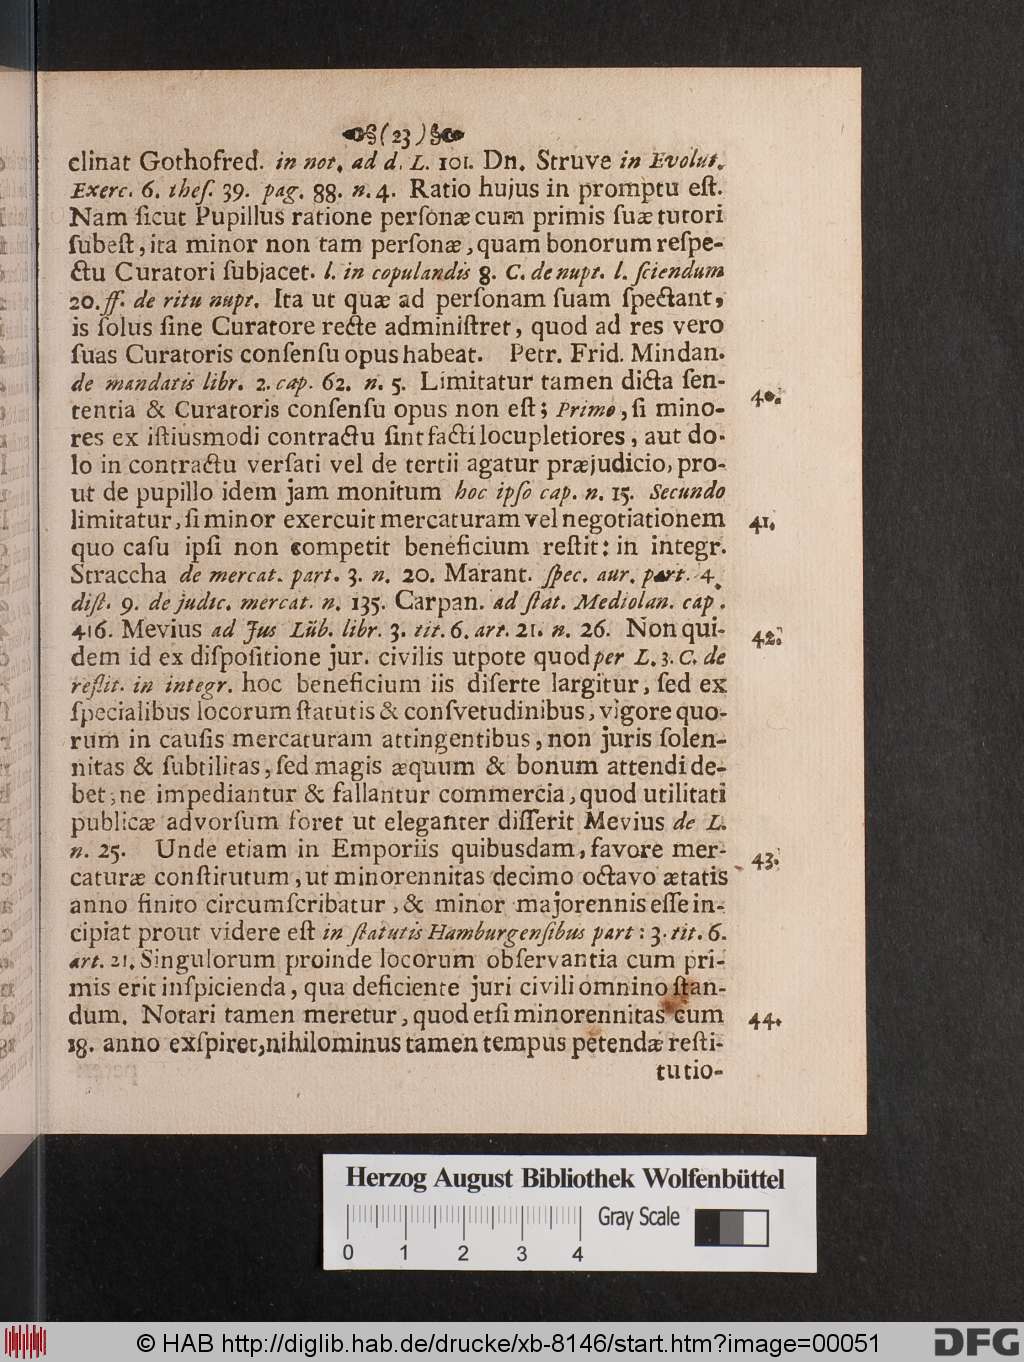 (23)
clinat Gothofred. in not. ad d. L. 101. Dn. Struve in Evolut.
Exerc. 6. theſ. 39. pag. 88. n. 4. Ratio hujus in promptu eſt.
Nam ſicut Pupillus ratione perſonæ cum primis ſuæ tutori
ſubeſt, ita minor non tam perſonæ, quam bonorum reſpe-
ctu Curatori ſubjacet. l. in copulandis 8. C. de nupt. l. ſciendum
20. ff. de ritu nupt. Ita ut quæ ad perſonam ſuam ſpectant,
is ſolus ſine Curatore recte adminiſtret, quod ad res vero
ſuas Curatoris conſenſu opus habeat. Petr. Frid. Mindan.
de mandatis libr. 2. cap. 62. n. 5. Limitatur tamen dicta ſen- 40.
tentia & Curatoris conſenſu opus non eſt; Primo, ſi mino-
res ex iſtiusmodi contractu ſint facti locupletiores, aut do-
lo in contractu verſati vel de tertii agatur præjudicio, pro-
ut de pupillo idem jam monitum hoc ipſo cap. n. 15. Secundo
limitatur, ſi minor exercuit mercaturam vel negotiationem 41.
quo caſu ipſi non competit beneficium reſtit: in integr.
Straccha de mercat. part. 3. n. 20. Marant. ſpec. aur. part. 4.
diſt. 9. de judic. mercat. n. 135. Carpan. ad ſtat. Mediolan. cap.
416. Mevius ad Jus Lüb. libr. 3. tit. 6. art. 21. n. 26. Non qui- 42.
dem id ex diſpoſitione jur. civilis utpote quod per L. 3. C. de
reſtit. in integr. hoc beneficium iis diſerte largitur, ſed ex
ſpecialibus locorum ſtatutis & conſvetudinibus, vigore quo-
rum in cauſis mercaturam attingentibus, non juris ſolen-
nitas & ſubtilitas, ſed magis æquum & bonum attendi de-
bet; ne impediantur & fallantur commercia, quod utilitati
publicæ advorſum foret ut eleganter diſſerit Mevius de L.
n. 25. Unde etiam in Emporiis quibusdam, favore mer- 43.
caturæ conſtitutum, ut minorennitas decimo octavo ætatis
anno finito circumſcribatur, & minor majorennis eſſe in-
cipiat prout videre eſt in ſtatutis Hamburgenſibus part: 3. tit. 6.
art. 21. Singulorum proinde locorum obſervantia cum pri-
mis erit inſpicienda, qua deficiente juri civili omnino ſtan-
dum. Notari tamen meretur, quod etſi minorennitas cum 44.
18. anno exſpiret, nihilominus tamen tempus petendæ reſti-
tutio-
Herzog August Bibliothek Wolfenbüttel
Gray Scale
0 1 2 3 4
© HAB http://diglib.hab.de/drucke/xb-8146/start.htm?image=00051
DFG